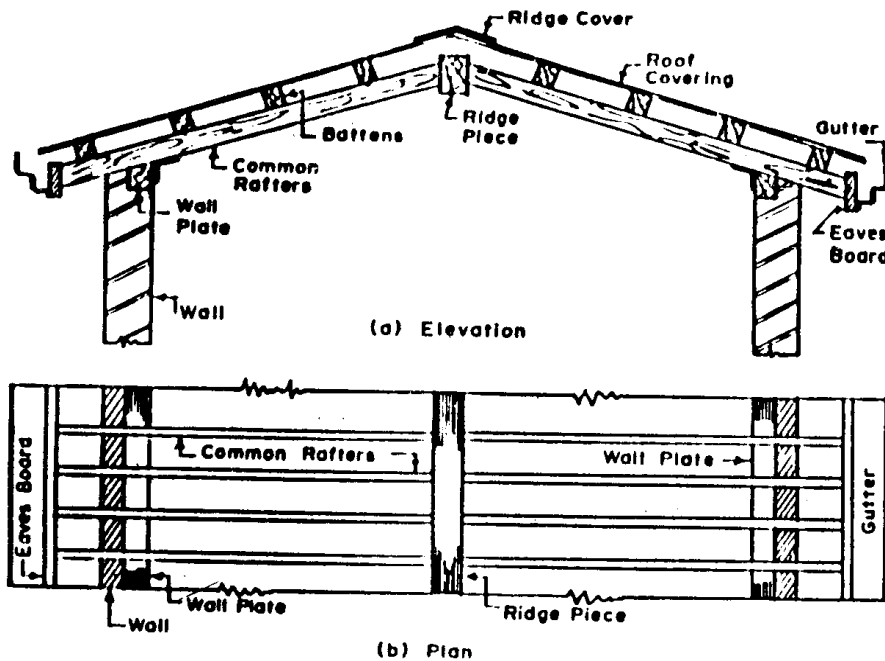 Ridge Cover
Roof
Covering
Gutter
Battens
Ridge
Piece
Common
Rafters
Wall
Plate
Eaves
Board
Wall
(a) Elevation
Eaves Board
Common Rafters
Wall Plate
Gutter
Wall Plate
Ridge Piece
Wall
(b) Plan